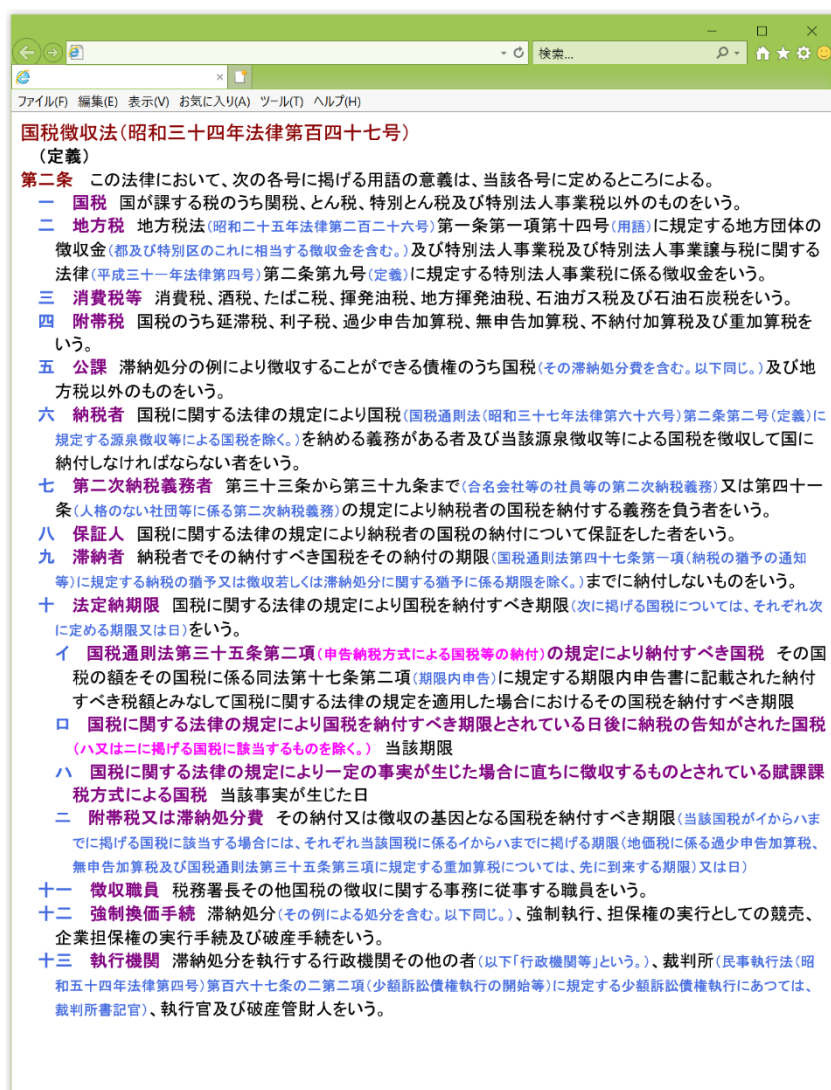 検索...
ファイル(F) 編集(E) 表示(V) お気に入り(A) ツール(T) ヘルプ(H)
国税徴収法(昭和三十四年法律第百四十七号)
(定義)
第二条 この法律において、次の各号に掲げる用語の意義は、当該各号に定めるところによる。
一 国税 国が課する税のうち関税、とん税、特別とん税及び特別法人事業税以外のものをいう。
二 地方税 地方税法(昭和二十五年法律第二百二十六号)第一条第一項第十四号(用語)に規定する地方団体の
徴収金(都及び特別区のこれに相当する徴収金を含む。)及び特別法人事業税及び特別法人事業譲与税に関する
法律(平成三十一年法律第四号)第二条第九号(定義)に規定する特別法人事業税に係る徴収金をいう。
三 消費税等 消費税、酒税、たばこ税、揮発油税、地方揮発油税、石油ガス税及び石油石炭税をいう。
四 附帯税 国税のうち延滞税、利子税、過少申告加算税、無申告加算税、不納付加算税及び重加算税を
いう。
五 公課 滞納処分の例により徴収することができる債権のうち国税(その滞納処分費を含む。以下同じ。)及び地
方税以外のものをいう。
六 納税者 国税に関する法律の規定により国税(国税通則法(昭和三十七年法律第六十六号)第二条第二号(定義)に
規定する源泉徴収等による国税を除く。)を納める義務がある者及び当該源泉徴収等による国税を徴収して国に
納付しなければならない者をいう。
七 第二次納税義務者 第三十三条から第三十九条まで(合名会社等の社員等の第二次納税義務)又は第四十一
条(人格のない社団等に係る第二次納税義務)の規定により納税者の国税を納付する義務を負う者をいう。
八 保証人 国税に関する法律の規定により納税者の国税の納付について保証をした者をいう。
九 滞納者 納税者でその納付すべき国税をその納付の期限(国税通則法第四十七条第一項(納税の猶予の通知
等)に規定する納税の猶予又は徴収若しくは滞納処分に関する猶予に係る期限を除く。)までに納付しないものをいう。
十 法定納期限 国税に関する法律の規定により国税を納付すべき期限(次に掲げる国税については、それぞれ次
に定める期限又は日)をいう。
イ 国税通則法第三十五条第二項(申告納税方式による国税等の納付)の規定により納付すべき国税 その国
税の額をその国税に係る同法第十七条第二項(期限内申告)に規定する期限内申告書に記載された納付
すべき税額とみなして国税に関する法律の規定を適用した場合におけるその国税を納付すべき期限
ロ 国税に関する法律の規定により国税を納付すべき期限とされている日後に納税の告知がされた国税
(ハ又はニに掲げる国税に該当するものを除く。) 当該期限
ハ 国税に関する法律の規定により一定の事実が生じた場合に直ちに徴収するものとされている賦課課
税方式による国税 当該事実が生じた日
ニ 附帯税又は滞納処分費 その納付又は徴収の基因となる国税を納付すべき期限(当該国税がイからハま
でに掲げる国税に該当する場合には、それぞれ当該国税に係るイからハまでに掲げる期限(地価税に係る過少申告加算税、
無申告加算税及び国税通則法第三十五条第三項に規定する重加算税については、先に到来する期限)又は日)
十一 徴収職員 税務署長その他国税の徴収に関する事務に従事する職員をいう。
十二 強制換価手続 滞納処分(その例による処分を含む。以下同じ。)、強制執行、担保権の実行としての競売、
企業担保権の実行手続及び破産手続をいう。
十三 執行機関 滞納処分を執行する行政機関その他の者(以下「行政機関等」という。)、裁判所(民事執行法(昭
和五十四年法律第四号)第百六十七条の二第二項(少額訴訟債権執行の開始等)に規定する少額訴訟債権執行にあつては、
裁判所書記官)、執行官及び破産管財人をいう。